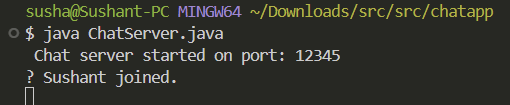 susha@Sushant-PC MINGW64 ~/Downloads/src/src/chatapp
$ java ChatServer.java
Chat server started on port: 12345
? Sushant joined.